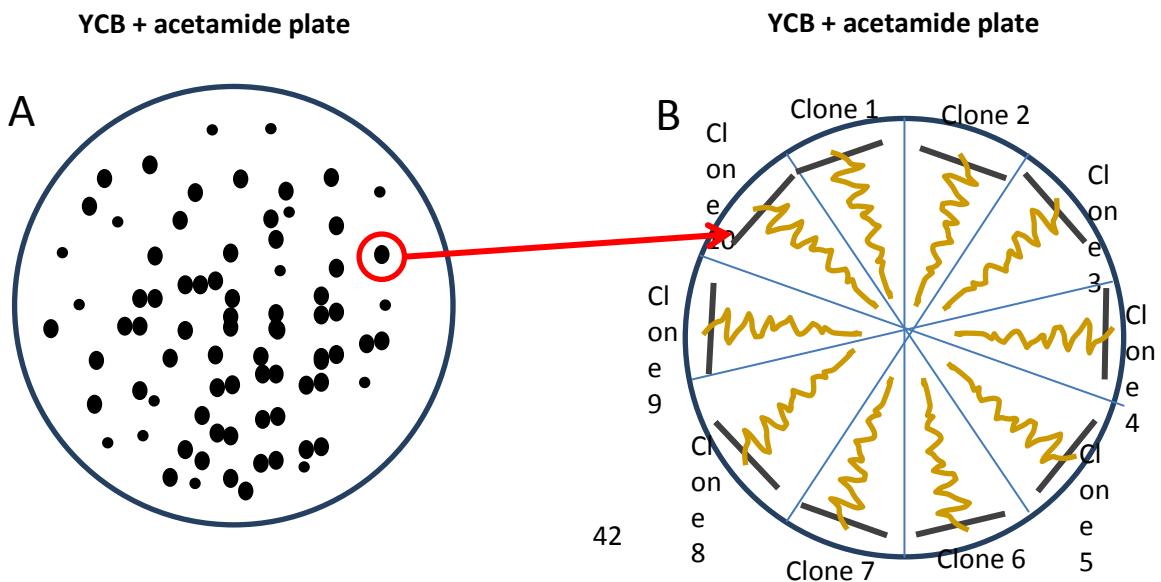 YCB + acetamide plate
YCB + acetamide plate
A
B
Clone 1
Clone 2
Cl
on
e
10
Cl
on
e
3
Cl
on
e
9
Cl
on
e
4
Cl
on
e
8
Cl
on
e
5
42
Clone 7
Clone 6